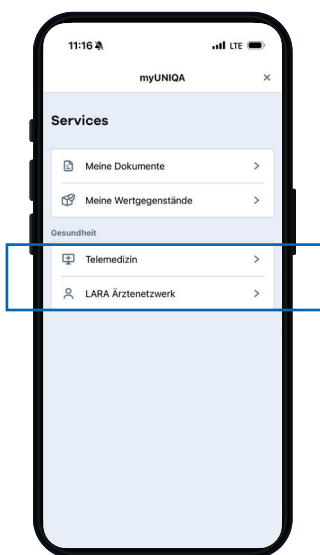 11:16 LTE
myUNIQA ×
Services
Meine Dokumente
Meine Wertgegenstände
Gesundheit
Telemedizin
LARA Ärztenetzwerk